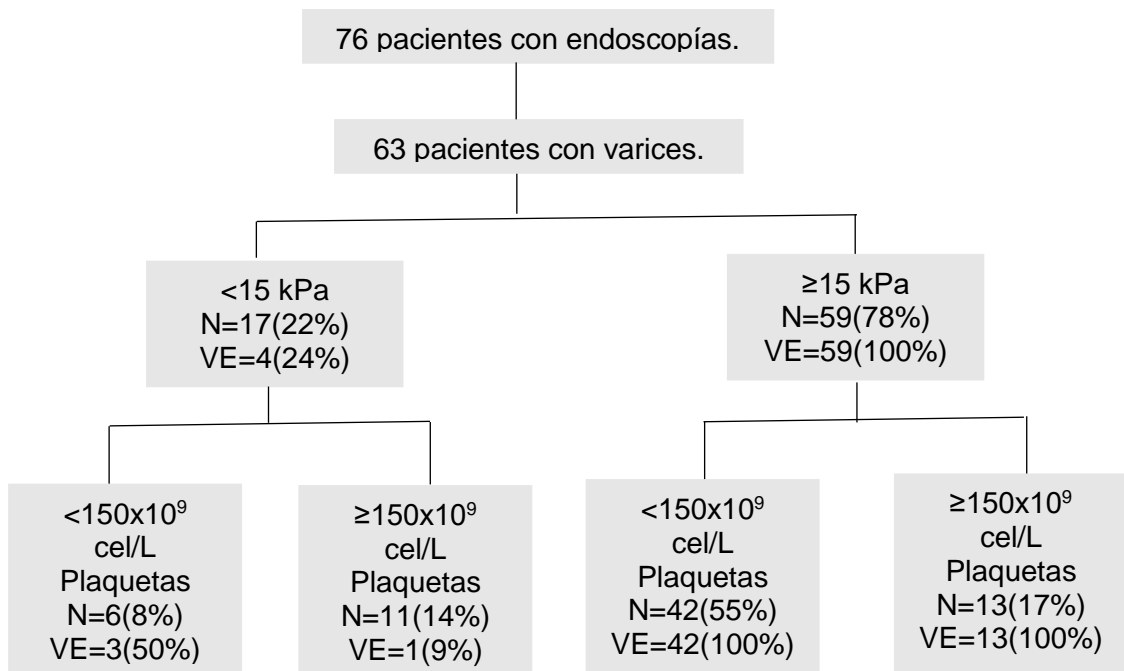 76 pacientes con endoscopías.
63 pacientes con varices.
<15 kPa
N=17(22%)
VE=4(24%)
≥15 kPa
N=59(78%)
VE=59(100%)
<150x10⁹
cel/L
Plaquetas
N=6(8%)
VE=3(50%)
≥150x10⁹
cel/L
Plaquetas
N=11(14%)
VE=1(9%)
<150x10⁹
cel/L
Plaquetas
N=42(55%)
VE=42(100%)
≥150x10⁹
cel/L
Plaquetas
N=13(17%)
VE=13(100%)